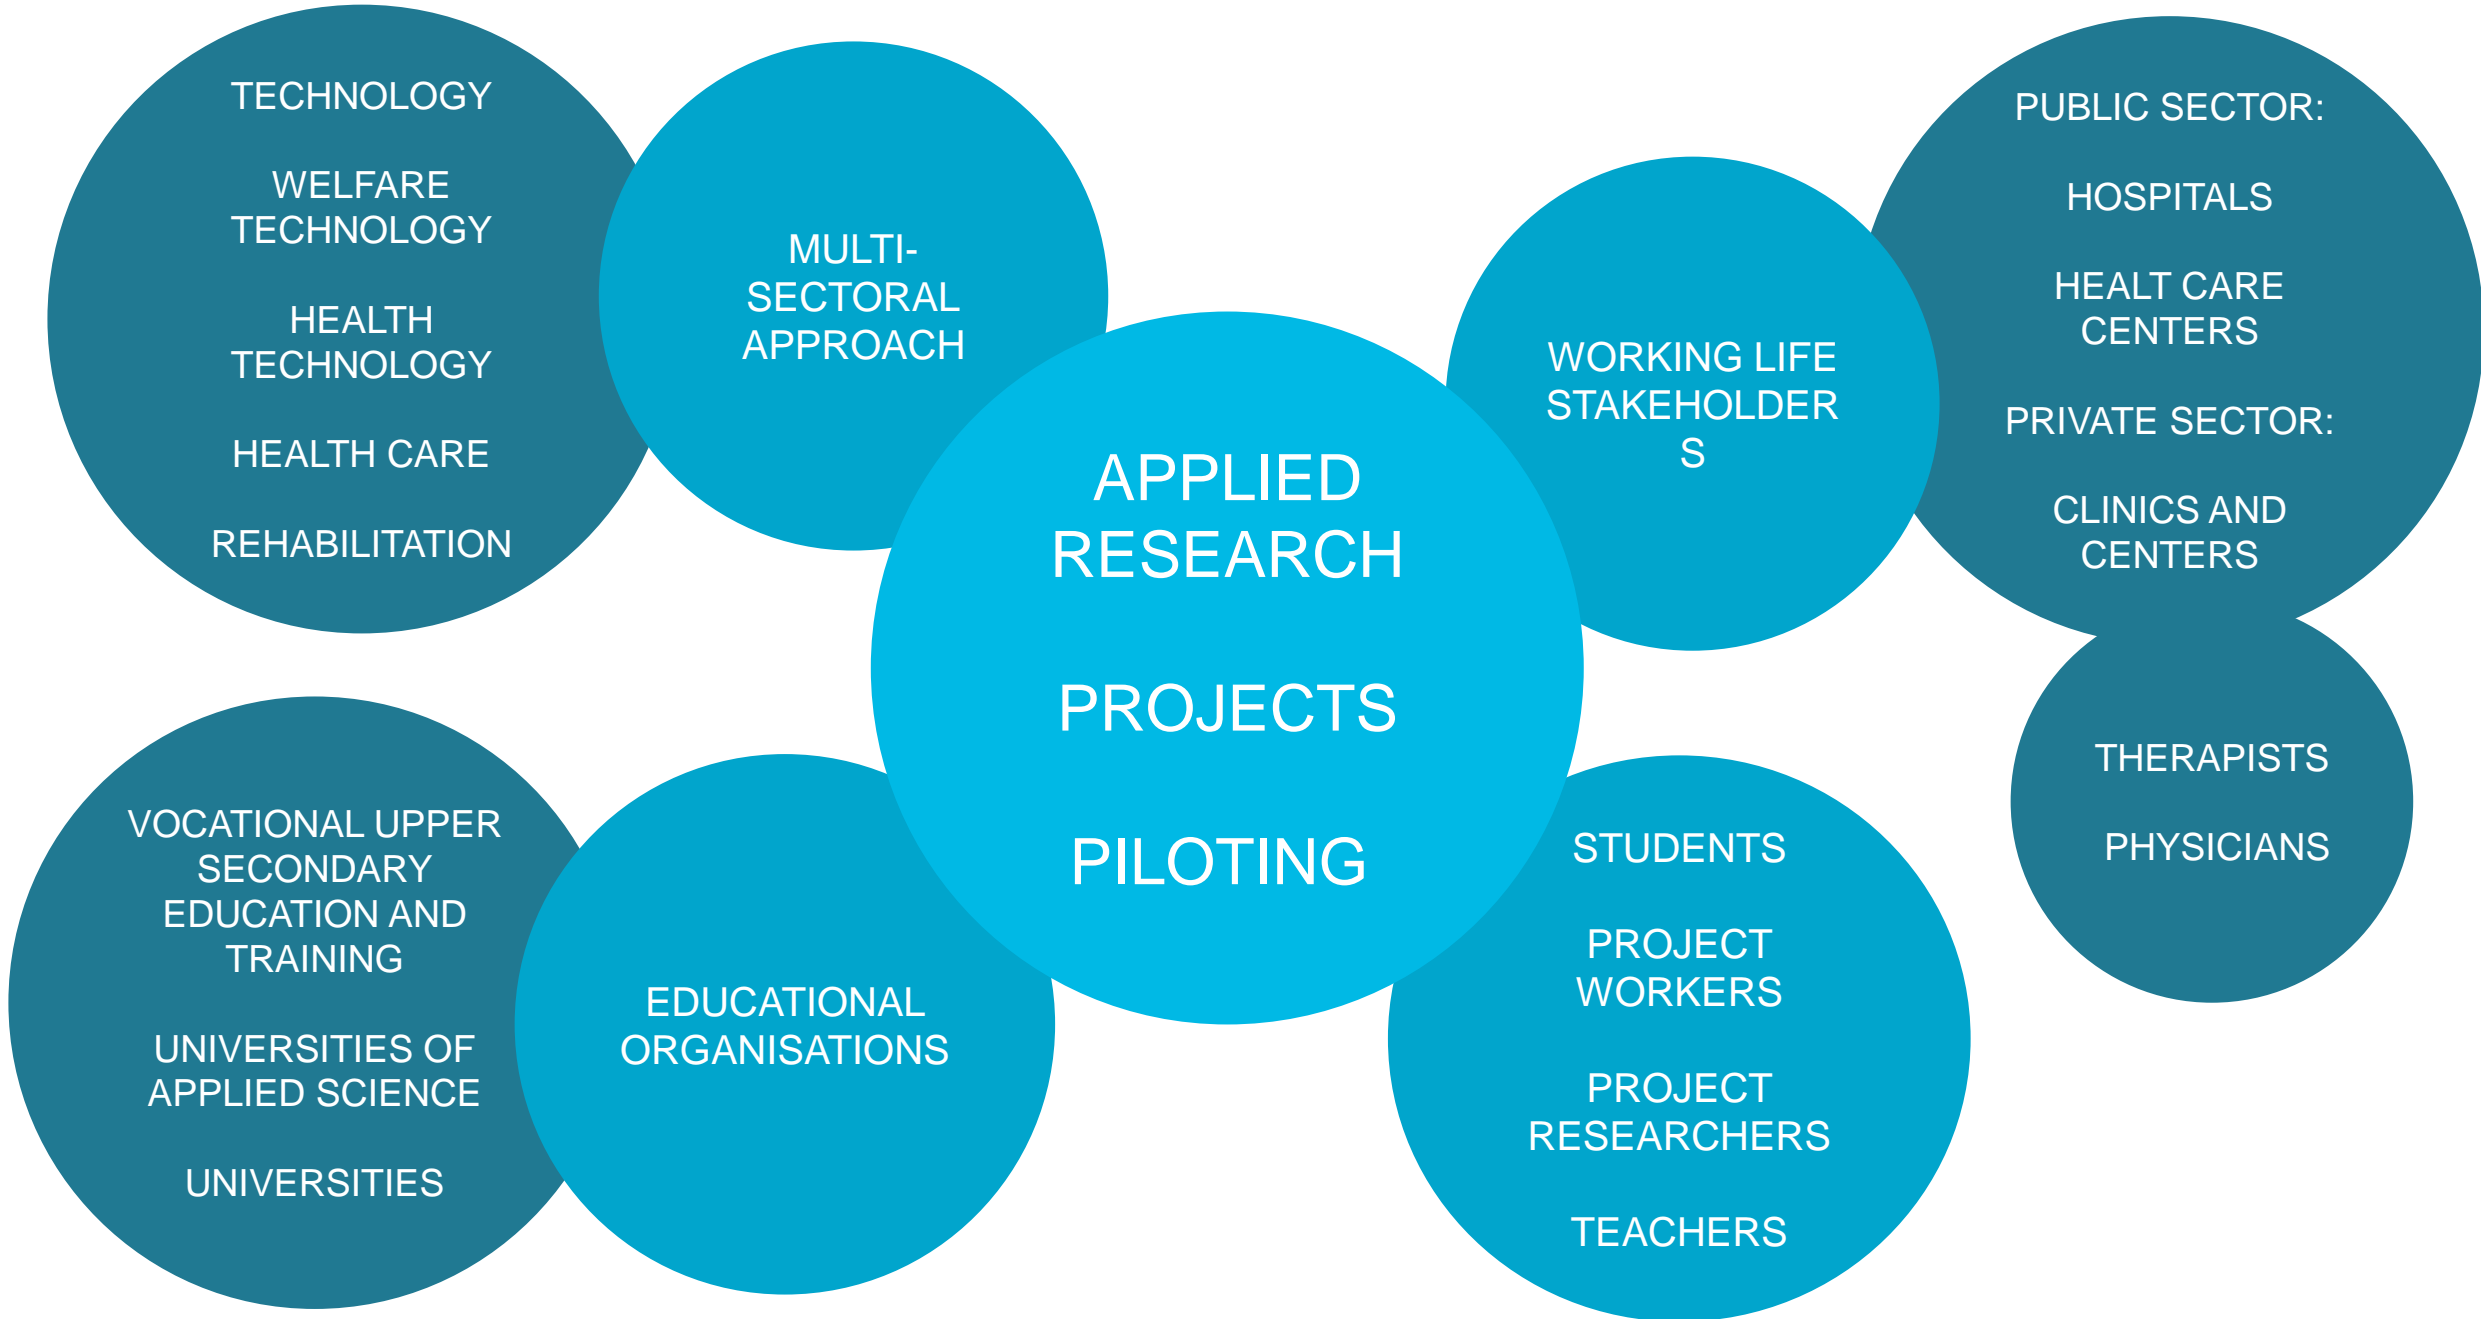 TECHNOLOGY
WELFARE
TECHNOLOGY
HEALTH
TECHNOLOGY
HEALTH CARE
REHABILITATION
MULTI-
SECTORAL
APPROACH
APPLIED
RESEARCH
PROJECTS
PILOTING
WORKING LIFE
STAKEHOLDER
S
PUBLIC SECTOR:
HOSPITALS
HEALT CARE
CENTERS
PRIVATE SECTOR:
CLINICS AND
CENTERS
THERAPISTS
PHYSICIANS
VOCATIONAL UPPER
SECONDARY
EDUCATION AND
TRAINING
UNIVERSITIES OF
APPLIED SCIENCE
UNIVERSITIES
EDUCATIONAL
ORGANISATIONS
STUDENTS
PROJECT
WORKERS
PROJECT
RESEARCHERS
TEACHERS